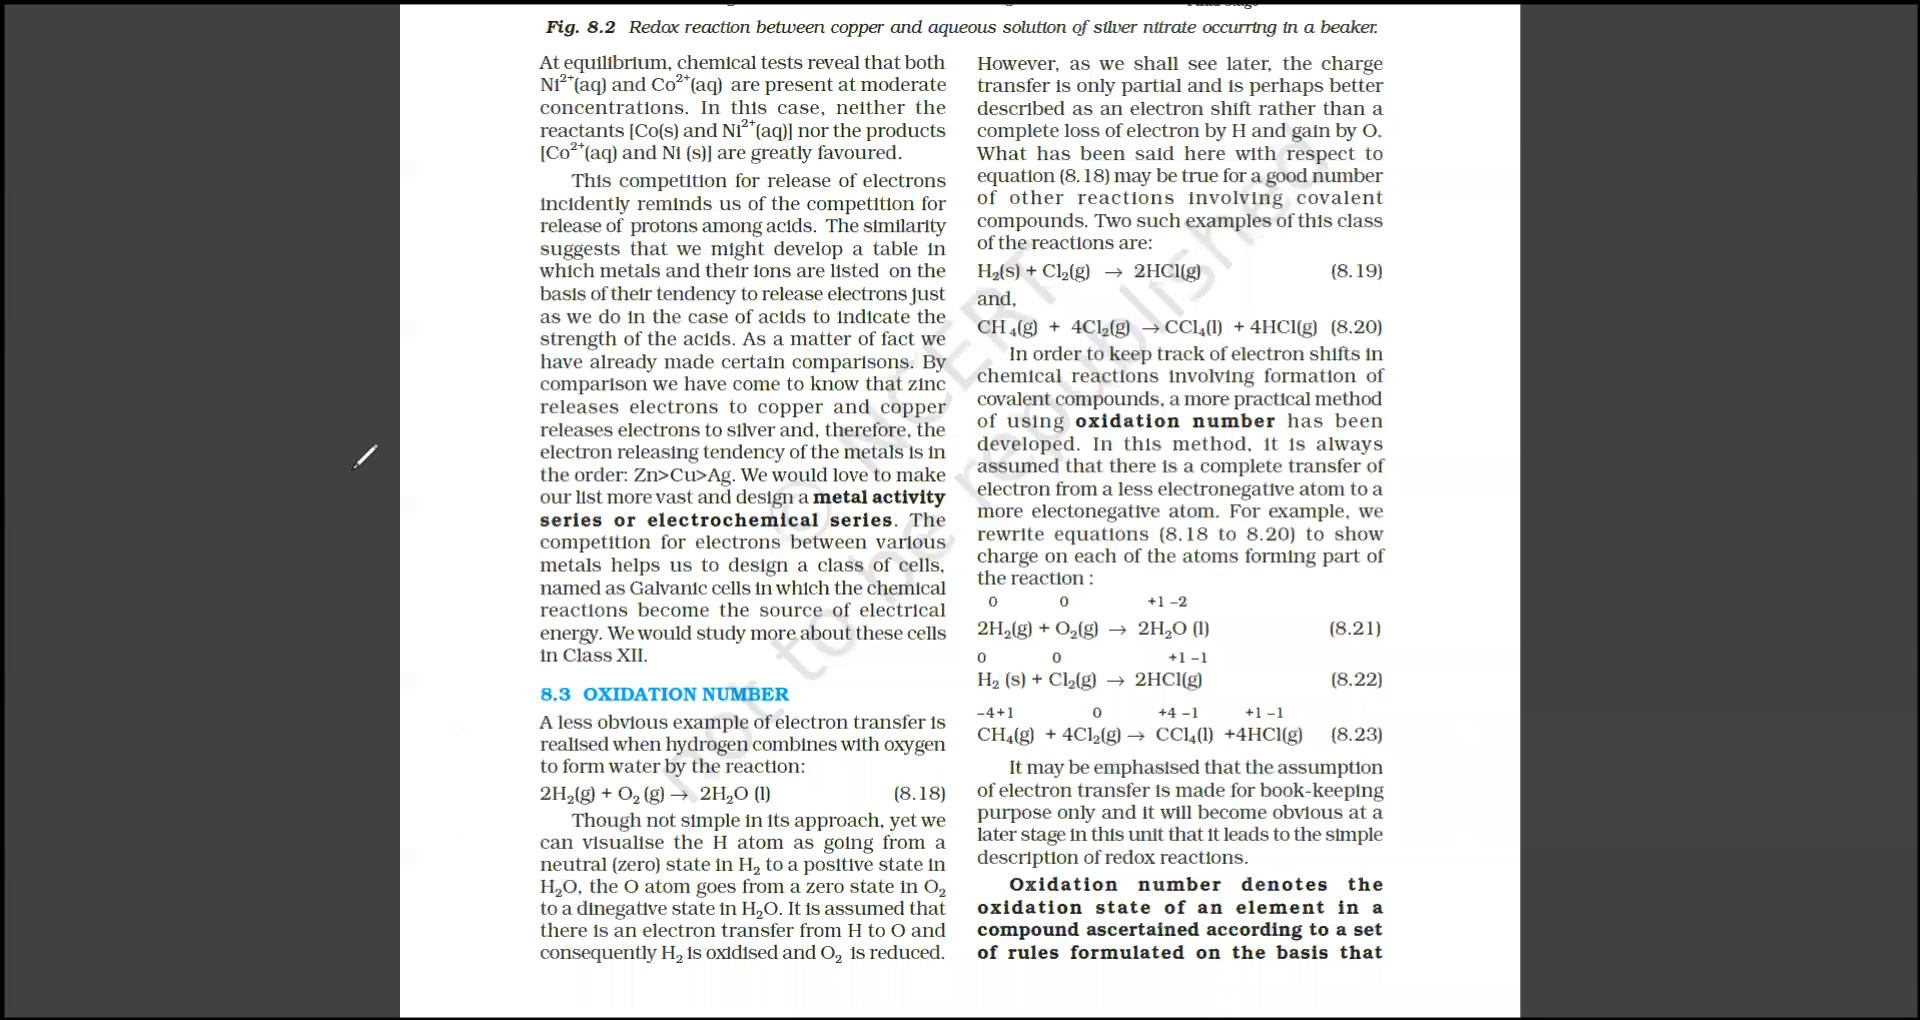 Fig. 8.2 Redox reaction between copper and aqueous solution of silver nitrate occurring in a beaker.
At equilibrium, chemical tests reveal that both
Ni²⁺(aq) and Co²⁺(aq) are present at moderate
concentrations. In this case, neither the
reactants [Co(s) and Ni²⁺(aq)] nor the products
[Co²⁺(aq) and Ni (s)] are greatly favoured.
This competition for release of electrons
incidently reminds us of the competition for
release of protons among acids. The similarity
suggests that we might develop a table in
which metals and their ions are listed on the
basis of their tendency to release electrons just
as we do in the case of acids to indicate the
strength of the acids. As a matter of fact we
have already made certain comparisons. By
comparison we have come to know that zinc
releases electrons to copper and copper
releases electrons to silver and, therefore, the
electron releasing tendency of the metals is in
the order: Zn>Cu>Ag. We would love to make
our list more vast and design a metal activity
series or electrochemical series. The
competition for electrons between various
metals helps us to design a class of cells,
named as Galvanic cells in which the chemical
reactions become the source of electrical
energy. We would study more about these cells
in Class XII.
8.3 OXIDATION NUMBER
A less obvious example of electron transfer is
realised when hydrogen combines with oxygen
to form water by the reaction:
2H₂(g) + O₂ (g) → 2H₂O (l) (8.18)
Though not simple in its approach, yet we
can visualise the H atom as going from a
neutral (zero) state in H₂ to a positive state in
H₂O, the O atom goes from a zero state in O₂
to a dinegative state in H₂O. It is assumed that
there is an electron transfer from H to O and
consequently H₂ is oxidised and O₂ is reduced.
However, as we shall see later, the charge
transfer is only partial and is perhaps better
described as an electron shift rather than a
complete loss of electron by H and gain by O.
What has been said here with respect to
equation (8.18) may be true for a good number
of other reactions involving covalent
compounds. Two such examples of this class
of the reactions are:
H₂(s) + Cl₂(g) → 2HCl(g) (8.19)
and,
CH₄(g) + 4Cl₂(g) → CCl₄(l) + 4HCl(g) (8.20)
In order to keep track of electron shifts in
chemical reactions involving formation of
covalent compounds, a more practical method
of using oxidation number has been
developed. In this method, it is always
assumed that there is a complete transfer of
electron from a less electronegative atom to a
more electonegative atom. For example, we
rewrite equations (8.18 to 8.20) to show
charge on each of the atoms forming part of
the reaction :
0 0 +1 –2
2H₂(g) + O₂(g) → 2H₂O (l) (8.21)
0 0 +1 –1
H₂ (s) + Cl₂(g) → 2HCl(g) (8.22)
–4+1 0 +4 –1 +1 –1
CH₄(g) + 4Cl₂(g) → CCl₄(l) +4HCl(g) (8.23)
It may be emphasised that the assumption
of electron transfer is made for book-keeping
purpose only and it will become obvious at a
later stage in this unit that it leads to the simple
description of redox reactions.
Oxidation number denotes the
oxidation state of an element in a
compound ascertained according to a set
of rules formulated on the basis that
© NCERT
not to be republished